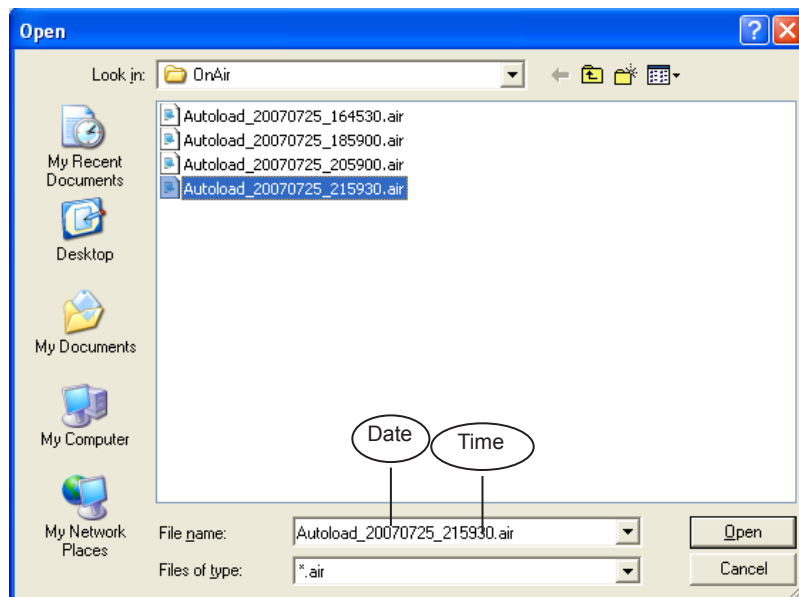 Open
Look in: OnAir
My Recent
Documents
Desktop
My Documents
My Computer
My Network
Places
Autoload_20070725_164530.air
Autoload_20070725_185900.air
Autoload_20070725_205900.air
Autoload_20070725_215930.air
Date
Time
File name: Autoload_20070725_215930.air
Open
Files of type: *.air
Cancel